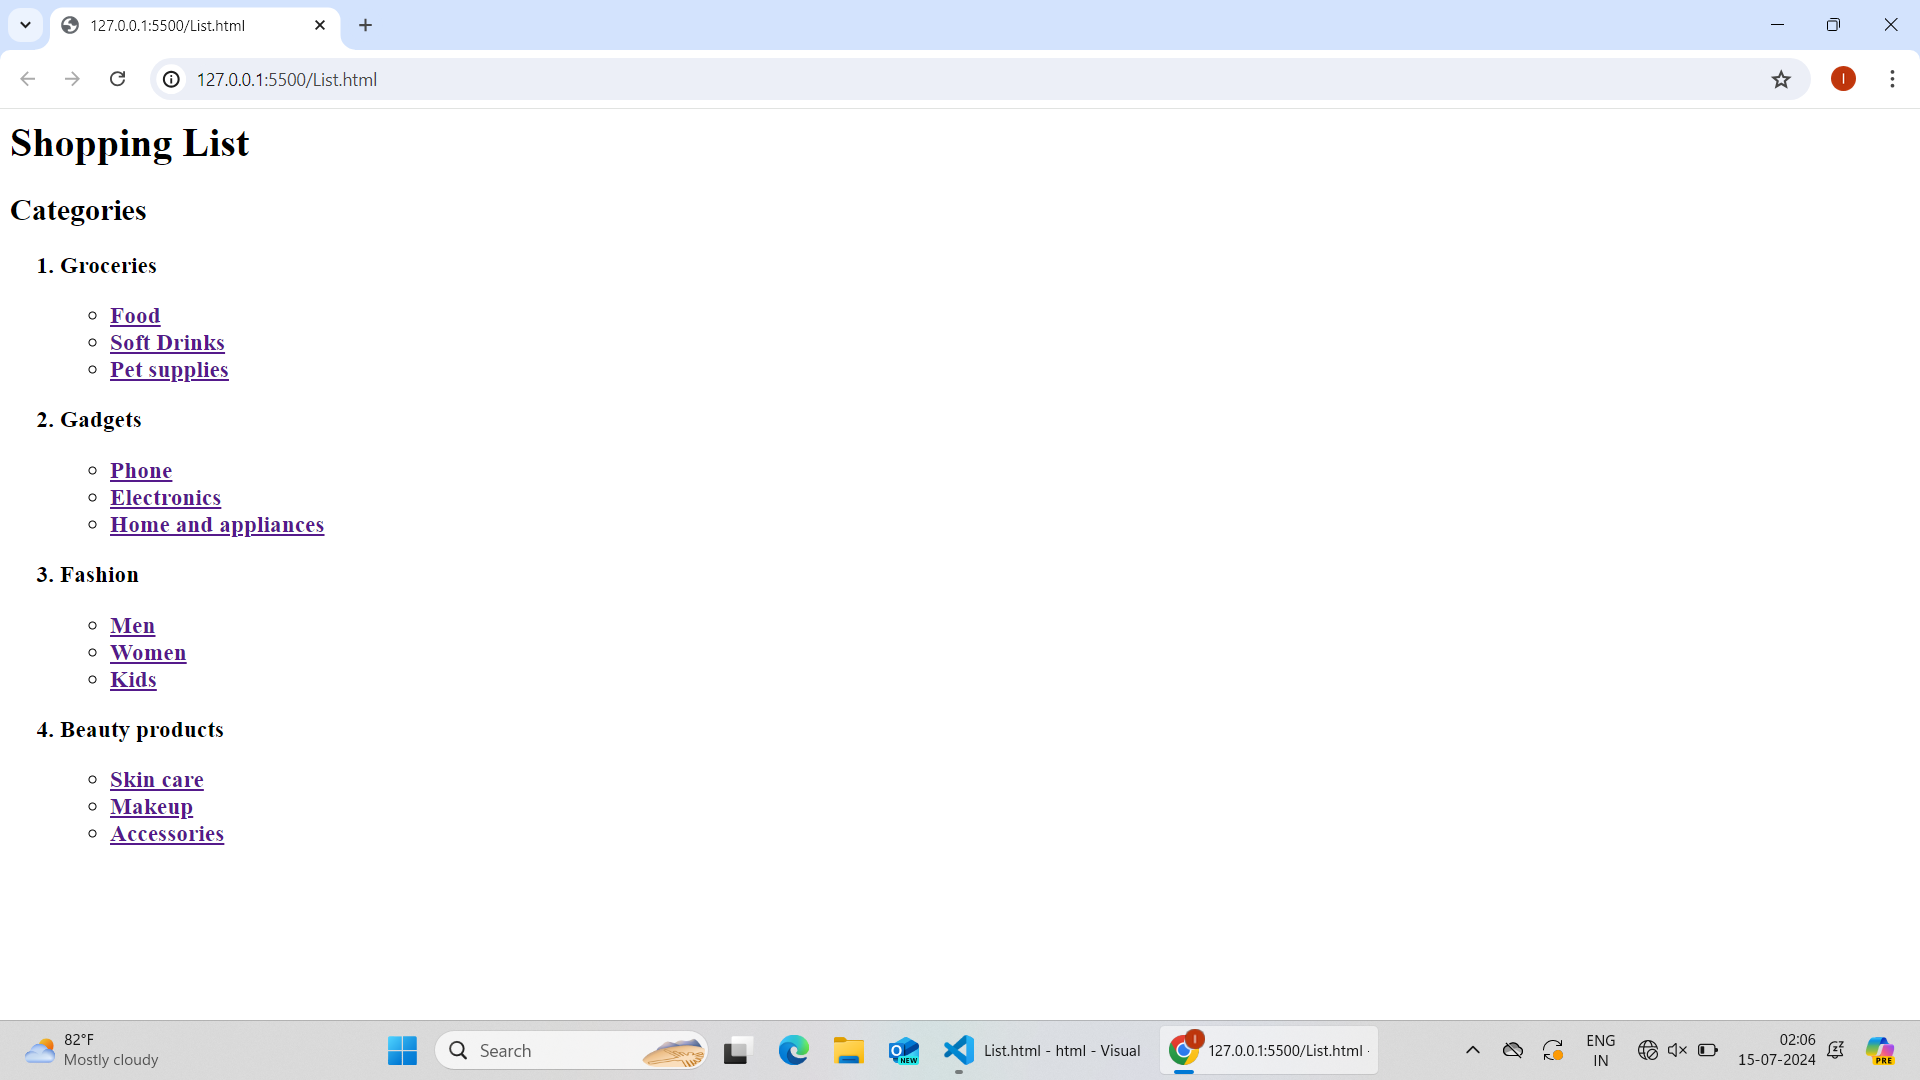 127.0.0.1:5500/List.html
127.0.0.1:5500/List.html
I
Shopping List
Categories
1. Groceries
Food
Soft Drinks
Pet supplies
2. Gadgets
Phone
Electronics
Home and appliances
3. Fashion
Men
Women
Kids
4. Beauty products
Skin care
Makeup
Accessories
82°F
Mostly cloudy
Search
NEW
List.html - html - Visual
I
127.0.0.1:5500/List.html -
ENG
IN
02:06
15-07-2024
PRE